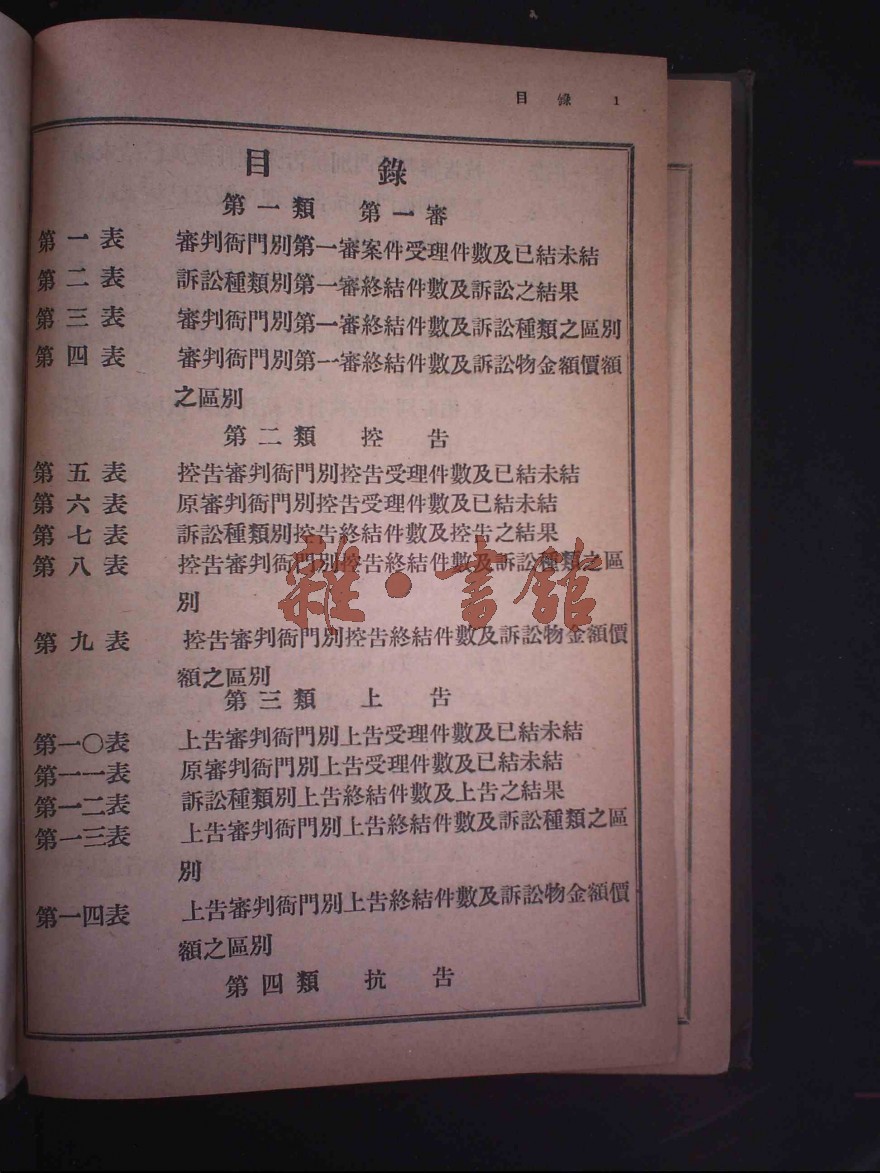 目 錄 1
目 錄
第一類 第一審
第一表 審判衙門別第一審案件受理件數及已結未結
第二表 訴訟種類別第一審終結件數及訴訟之結果
第三表 審判衙門別第一審終結件數及訴訟種類之區別
第四表 審判衙門別第一審終結件數及訴訟物金額價額
之區別
第二類 控告
第五表 控告審判衙門別控告受理件數及已結未結
第六表 原審判衙門別控告受理件數及已結未結
第七表 訴訟種類別控告終結件數及控告之結果
第八表 控告審判衙門別控告終結件數及訴訟種類之區
別
雜·書館
第九表 控告審判衙門別控告終結件數及訴訟物金額價
額之區別
第三類 上告
第一〇表 上告審判衙門別上告受理件數及已結未結
第一一表 原審判衙門別上告受理件數及已結未結
第一二表 訴訟種類別上告終結件數及上告之結果
第一三表 上告審判衙門別上告終結件數及訴訟種類之區
別
第一四表 上告審判衙門別上告終結件數及訴訟物金額價
額之區別
第四類 抗告